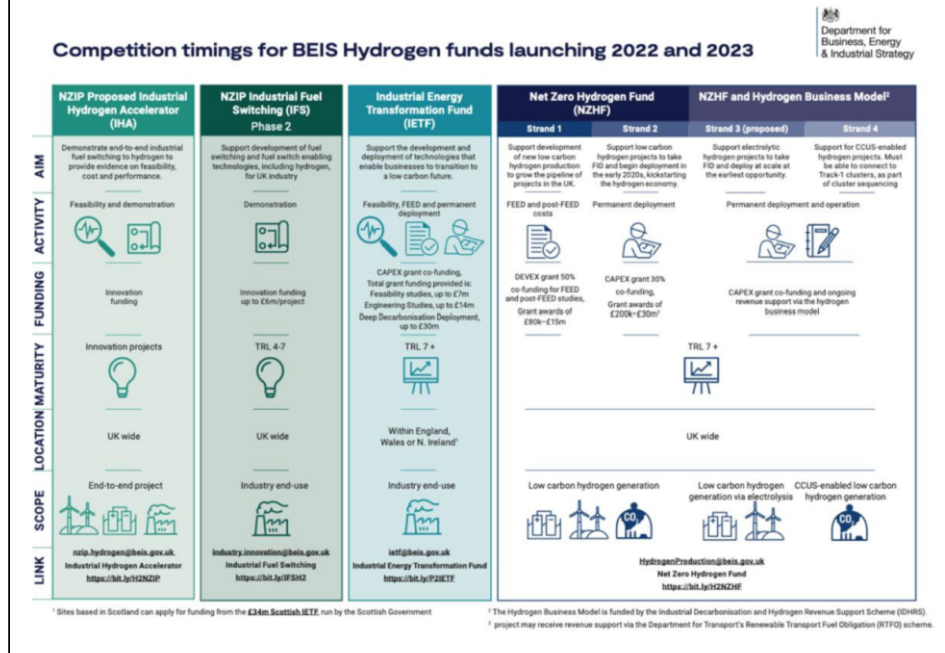 Department for
Business, Energy
& Industrial Strategy
Competition timings for BEIS Hydrogen funds launching 2022 and 2023
NZIP Proposed Industrial
Hydrogen Accelerator
(IHA)
NZIP Industrial Fuel
Switching (IFS)
Phase 2
Industrial Energy
Transformation Fund
(IETF)
Net Zero Hydrogen Fund
(NZHF)
NZHF and Hydrogen Business Model²
Strand 1
Strand 2
Strand 3 (proposed)
Strand 4
AIM
Demonstrate end-to-end industrial
fuel switching to hydrogen to
provide evidence on feasibility,
cost and performance.
Support development of fuel
switching and fuel switch enabling
technologies, including hydrogen,
for UK industry
Support the development and
deployment of technologies that
enable businesses to transition to
a low carbon future.
Support development
of new low carbon
hydrogen production
to grow the pipeline of
projects in the UK.
Support low carbon
hydrogen projects to take
FID and begin deployment in
the early 2020s, kickstarting
the hydrogen economy.
Support electrolytic
hydrogen projects to take
FID and deploy at scale at
the earliest opportunity.
Support for CCUS-enabled
hydrogen projects. Must
be able to connect to
Track-1 clusters, as part
of cluster sequencing
ACTIVITY
Feasibility and demonstration
Demonstration
Feasibility, FEED and permanent
deployment
FEED and post-FEED
costs
Permanent deployment
Permanent deployment and operation
FUNDING
Innovation
funding
Innovation funding
up to £6m/project
CAPEX grant co-funding,
Total grant funding provided is:
Feasibility studies, up to £7m
Engineering Studies, up to £14m
Deep Decarbonisation Deployment,
up to £30m
DEVEX grant 50%
co-funding for FEED
and post-FEED studies,
Grant awards of
£80k–£15m
CAPEX grant 30%
co-funding,
Grant awards of
£200k–£30m³
CAPEX grant co-funding and ongoing
revenue support via the hydrogen
business model
MATURITY
Innovation projects
TRL 4-7
TRL 7 +
TRL 7 +
LOCATION
UK wide
UK wide
Within England,
Wales or N. Ireland¹
UK wide
SCOPE
End-to-end project
Industry end-use
Industry end-use
Low carbon hydrogen generation
CO₂
Low carbon hydrogen
generation via electrolysis
CCUS-enabled low carbon
hydrogen generation
CO₂
LINK
nzip.hydrogen@beis.gov.uk.
Industrial Hydrogen Accelerator
https://bit.ly/H2NZIP
industry.innovation@beis.gov.uk
Industrial Fuel Switching
https://bit.ly/IFSH2
ietf@beis.gov.uk
Industrial Energy Transformation Fund
https://bit.ly/P2IETF
HydrogenProduction@beis.gov.uk
Net Zero Hydrogen Fund
https://bit.ly/H2NZHF
¹ Sites based in Scotland can apply for funding from the £34m Scottish IETF run by the Scottish Government
² The Hydrogen Business Model is funded by the Industrial Decarbonisation and Hydrogen Revenue Support Scheme (IDHRS).
³ project may receive revenue support via the Department for Transport's Renewable Transport Fuel Obligation (RTFO) scheme.